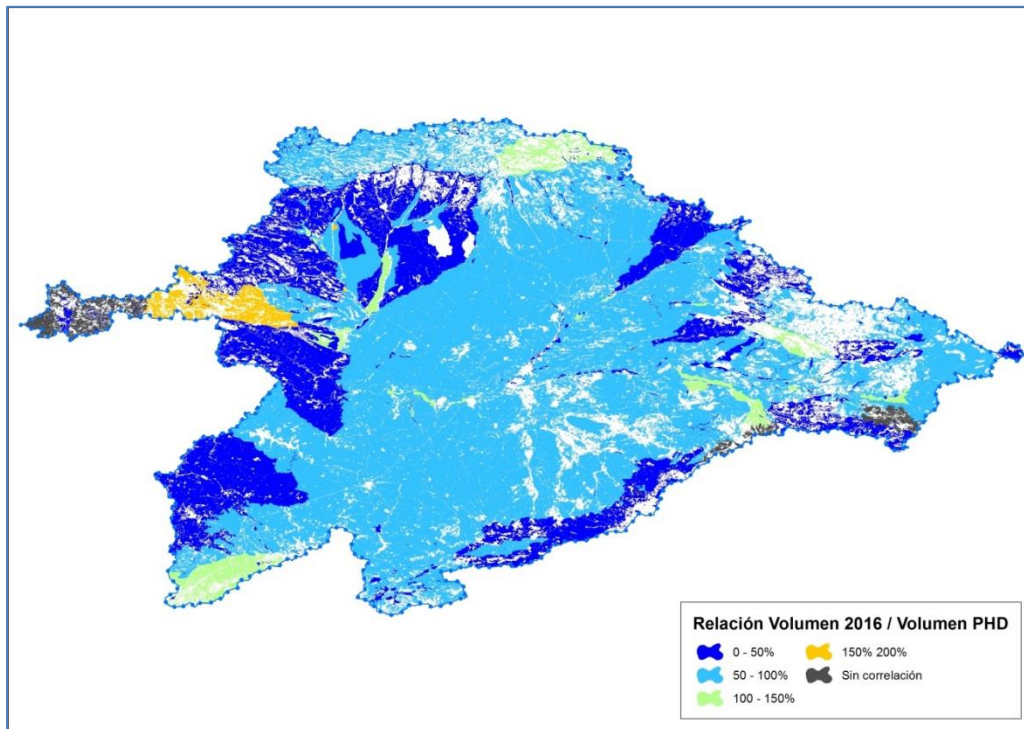 Relación Volumen 2016 / Volumen PHD
0 - 50%
50 - 100%
100 - 150%
150% 200%
Sin correlación